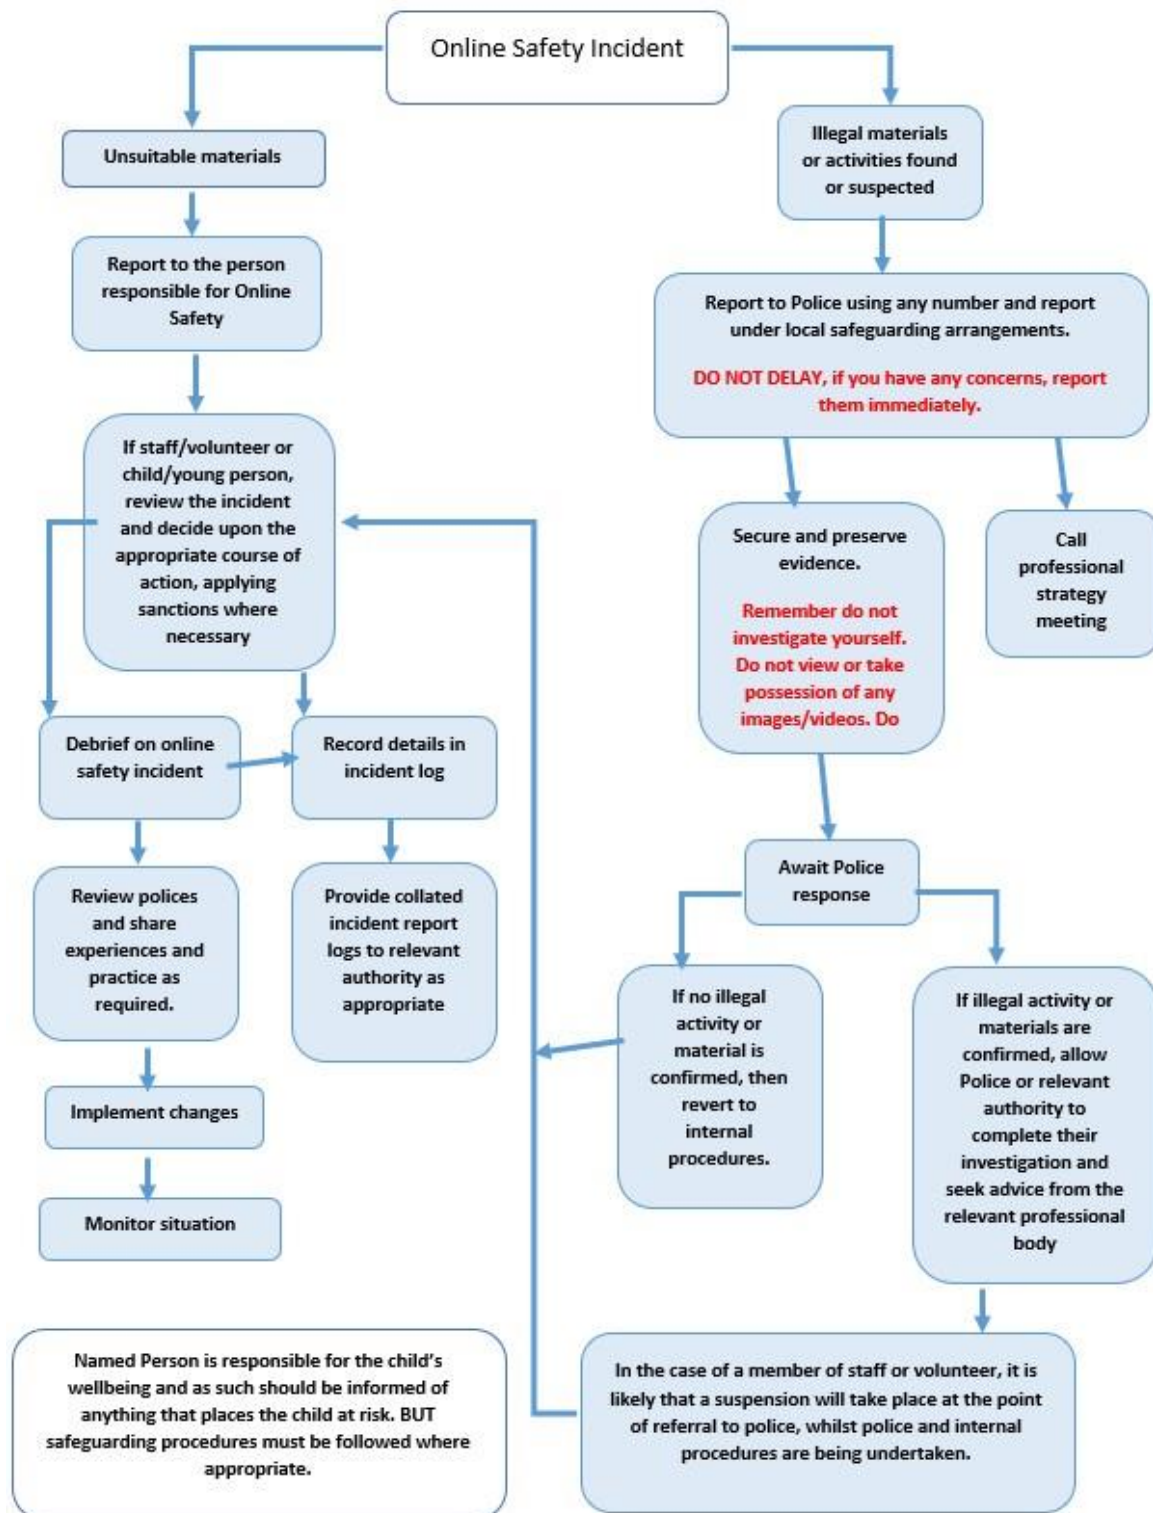 Online Safety Incident
Unsuitable materials
Illegal materials
or activities found
or suspected
Report to the person
responsible for Online
Safety
Report to Police using any number and report
under local safeguarding arrangements.
DO NOT DELAY, if you have any concerns, report
them immediately.
If staff/volunteer or
child/young person,
review the incident
and decide upon the
appropriate course of
action, applying
sanctions where
necessary
Secure and preserve
evidence.
Remember do not
investigate yourself.
Do not view or take
possession of any
images/videos. Do
Call
professional
strategy
meeting
Debrief on online
safety incident
Record details in
incident log
Await Police
response
Review polices
and share
experiences and
practice as
required.
Provide collated
incident report
logs to relevant
authority as
appropriate
If no illegal
activity or
material is
confirmed, then
revert to
internal
procedures.
If illegal activity or
materials are
confirmed, allow
Police or relevant
authority to
complete their
investigation and
seek advice from the
relevant professional
body
Implement changes
Monitor situation
Named Person is responsible for the child’s
wellbeing and as such should be informed of
anything that places the child at risk. BUT
safeguarding procedures must be followed where
appropriate.
In the case of a member of staff or volunteer, it is
likely that a suspension will take place at the point
of referral to police, whilst police and internal
procedures are being undertaken.